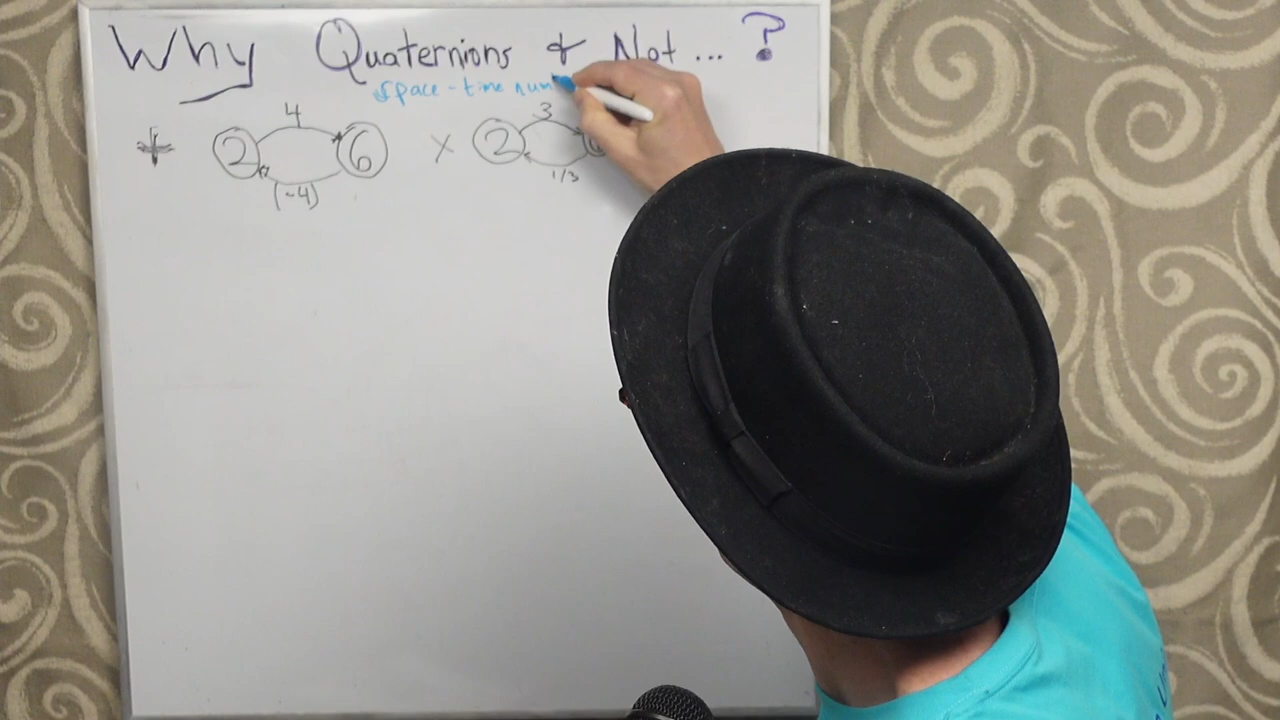 Why Quaternions & Not ... ?
space-time num
4 3
+ 2 6 x 2
(-4) 1/3